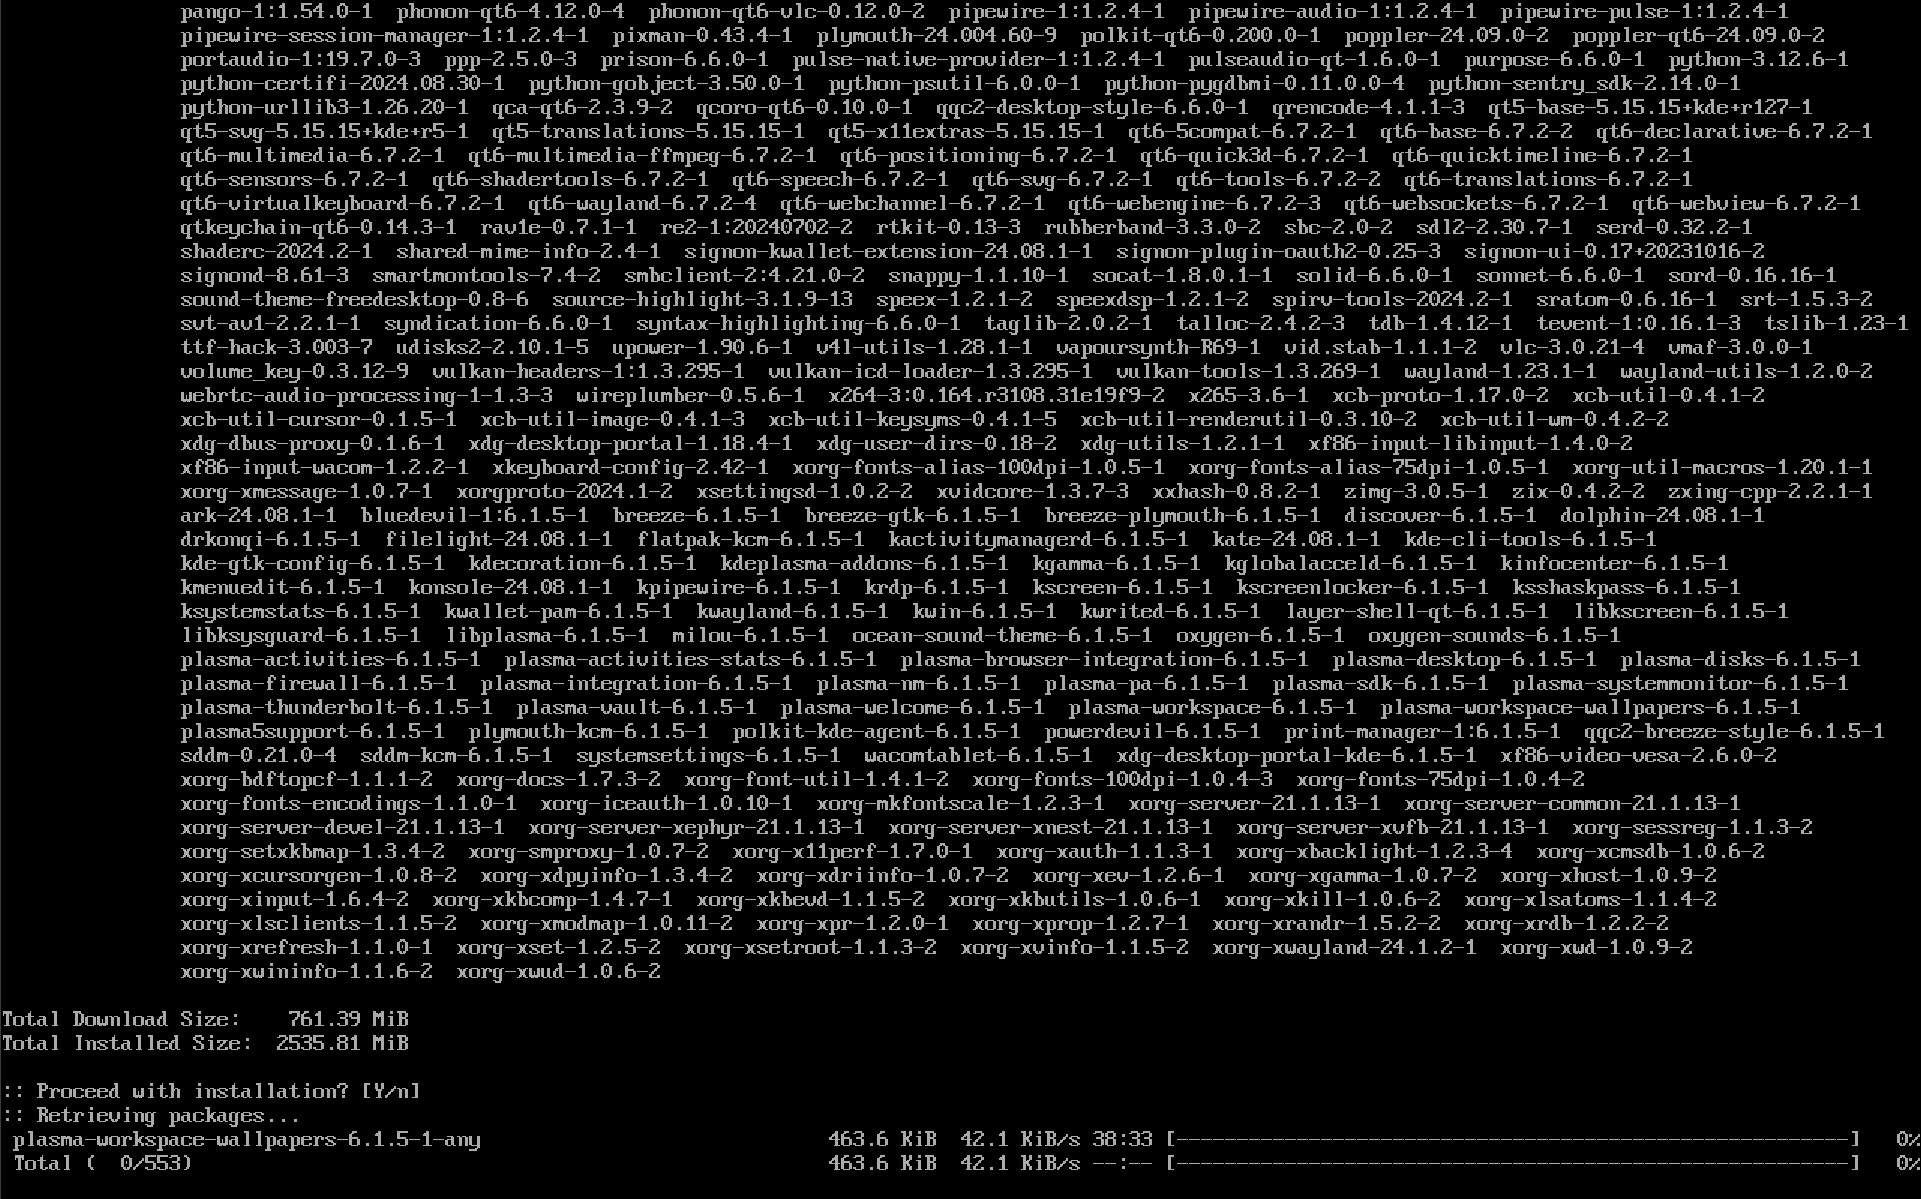 pango-1:1.54.0-1  phonon-qt6-4.12.0-4  phonon-qt6-vlc-0.12.0-2  pipewire-1:1.2.4-1  pipewire-audio-1:1.2.4-1  pipewire-pulse-1:1.2.4-1
pipewire-session-manager-1:1.2.4-1  pixman-0.43.4-1  plymouth-24.004.60-9  polkit-qt6-0.200.0-1  poppler-24.09.0-2  poppler-qt6-24.09.0-2
portaudio-1:19.7.0-3  ppp-2.5.0-3  prison-6.6.0-1  pulse-native-provider-1:1.2.4-1  pulseaudio-qt-1.6.0-1  purpose-6.6.0-1  python-3.12.6-1
python-certifi-2024.08.30-1  python-gobject-3.50.0-1  python-psutil-6.0.0-1  python-pygdbmi-0.11.0.0-4  python-sentry_sdk-2.14.0-1
python-urllib3-1.26.20-1  qca-qt6-2.3.9-2  qcoro-qt6-0.10.0-1  qqc2-desktop-style-6.6.0-1  qrencode-4.1.1-3  qt5-base-5.15.15+kde+r127-1
qt5-svg-5.15.15+kde+r5-1  qt5-translations-5.15.15-1  qt5-x11extras-5.15.15-1  qt6-5compat-6.7.2-1  qt6-base-6.7.2-2  qt6-declarative-6.7.2-1
qt6-multimedia-6.7.2-1  qt6-multimedia-ffmpeg-6.7.2-1  qt6-positioning-6.7.2-1  qt6-quick3d-6.7.2-1  qt6-quicktimeline-6.7.2-1
qt6-sensors-6.7.2-1  qt6-shadertools-6.7.2-1  qt6-speech-6.7.2-1  qt6-svg-6.7.2-1  qt6-tools-6.7.2-2  qt6-translations-6.7.2-1
qt6-virtualkeyboard-6.7.2-1  qt6-wayland-6.7.2-4  qt6-webchannel-6.7.2-1  qt6-webengine-6.7.2-3  qt6-websockets-6.7.2-1  qt6-webview-6.7.2-1
qtkeychain-qt6-0.14.3-1  rav1e-0.7.1-1  re2-1:20240702-2  rtkit-0.13-3  rubberband-3.3.0-2  sbc-2.0-2  sdl2-2.30.7-1  serd-0.32.2-1
shaderc-2024.2-1  shared-mime-info-2.4-1  signon-kwallet-extension-24.08.1-1  signon-plugin-oauth2-0.25-3  signon-ui-0.17+20231016-2
signond-8.61-3  smartmontools-7.4-2  smbclient-2:4.21.0-2  snappy-1.1.10-1  socat-1.8.0.1-1  solid-6.6.0-1  sonnet-6.6.0-1  sord-0.16.16-1
sound-theme-freedesktop-0.8-6  source-highlight-3.1.9-13  speex-1.2.1-2  speexdsp-1.2.1-2  spirv-tools-2024.2-1  sratom-0.6.16-1  srt-1.5.3-2
svt-av1-2.2.1-1  syndication-6.6.0-1  syntax-highlighting-6.6.0-1  taglib-2.0.2-1  talloc-2.4.2-3  tdb-1.4.12-1  tevent-1:0.16.1-3  tslib-1.23-1
ttf-hack-3.003-7  udisks2-2.10.1-5  upower-1.90.6-1  v4l-utils-1.28.1-1  vapoursynth-R69-1  vid.stab-1.1.1-2  vlc-3.0.21-4  vmaf-3.0.0-1
volume_key-0.3.12-9  vulkan-headers-1:1.3.295-1  vulkan-icd-loader-1.3.295-1  vulkan-tools-1.3.269-1  wayland-1.23.1-1  wayland-utils-1.2.0-2
webrtc-audio-processing-1-1.3-3  wireplumber-0.5.6-1  x264-3:0.164.r3108.31e19f9-2  x265-3.6-1  xcb-proto-1.17.0-2  xcb-util-0.4.1-2
xcb-util-cursor-0.1.5-1  xcb-util-image-0.4.1-3  xcb-util-keysyms-0.4.1-5  xcb-util-renderutil-0.3.10-2  xcb-util-wm-0.4.2-2
xdg-dbus-proxy-0.1.6-1  xdg-desktop-portal-1.18.4-1  xdg-user-dirs-0.18-2  xdg-utils-1.2.1-1  xf86-input-libinput-1.4.0-2
xf86-input-wacom-1.2.2-1  xkeyboard-config-2.42-1  xorg-fonts-alias-100dpi-1.0.5-1  xorg-fonts-alias-75dpi-1.0.5-1  xorg-util-macros-1.20.1-1
xorg-xmessage-1.0.7-1  xorgproto-2024.1-2  xsettingsd-1.0.2-2  xvidcore-1.3.7-3  xxhash-0.8.2-1  zimg-3.0.5-1  zix-0.4.2-2  zxing-cpp-2.2.1-1
ark-24.08.1-1  bluedevil-1:6.1.5-1  breeze-6.1.5-1  breeze-gtk-6.1.5-1  breeze-plymouth-6.1.5-1  discover-6.1.5-1  dolphin-24.08.1-1
drkonqi-6.1.5-1  filelight-24.08.1-1  flatpak-kcm-6.1.5-1  kactivitymanagerd-6.1.5-1  kate-24.08.1-1  kde-cli-tools-6.1.5-1
kde-gtk-config-6.1.5-1  kdecoration-6.1.5-1  kdeplasma-addons-6.1.5-1  kgamma-6.1.5-1  kglobalacceld-6.1.5-1  kinfocenter-6.1.5-1
kmenuedit-6.1.5-1  konsole-24.08.1-1  kpipewire-6.1.5-1  krdp-6.1.5-1  kscreen-6.1.5-1  kscreenlocker-6.1.5-1  ksshaskpass-6.1.5-1
ksystemstats-6.1.5-1  kwallet-pam-6.1.5-1  kwayland-6.1.5-1  kwin-6.1.5-1  kwrited-6.1.5-1  layer-shell-qt-6.1.5-1  libkscreen-6.1.5-1
libksysguard-6.1.5-1  libplasma-6.1.5-1  milou-6.1.5-1  ocean-sound-theme-6.1.5-1  oxygen-6.1.5-1  oxygen-sounds-6.1.5-1
plasma-activities-6.1.5-1  plasma-activities-stats-6.1.5-1  plasma-browser-integration-6.1.5-1  plasma-desktop-6.1.5-1  plasma-disks-6.1.5-1
plasma-firewall-6.1.5-1  plasma-integration-6.1.5-1  plasma-nm-6.1.5-1  plasma-pa-6.1.5-1  plasma-sdk-6.1.5-1  plasma-systemmonitor-6.1.5-1
plasma-thunderbolt-6.1.5-1  plasma-vault-6.1.5-1  plasma-welcome-6.1.5-1  plasma-workspace-6.1.5-1  plasma-workspace-wallpapers-6.1.5-1
plasma5support-6.1.5-1  plymouth-kcm-6.1.5-1  polkit-kde-agent-6.1.5-1  powerdevil-6.1.5-1  print-manager-1:6.1.5-1  qqc2-breeze-style-6.1.5-1
sddm-0.21.0-4  sddm-kcm-6.1.5-1  systemsettings-6.1.5-1  wacomtablet-6.1.5-1  xdg-desktop-portal-kde-6.1.5-1  xf86-video-vesa-2.6.0-2
xorg-bdftopcf-1.1.1-2  xorg-docs-1.7.3-2  xorg-font-util-1.4.1-2  xorg-fonts-100dpi-1.0.4-3  xorg-fonts-75dpi-1.0.4-2
xorg-fonts-encodings-1.1.0-1  xorg-iceauth-1.0.10-1  xorg-mkfontscale-1.2.3-1  xorg-server-21.1.13-1  xorg-server-common-21.1.13-1
xorg-server-devel-21.1.13-1  xorg-server-xephyr-21.1.13-1  xorg-server-xnest-21.1.13-1  xorg-server-xvfb-21.1.13-1  xorg-sessreg-1.1.3-2
xorg-setxkbmap-1.3.4-2  xorg-smproxy-1.0.7-2  xorg-x11perf-1.7.0-1  xorg-xauth-1.1.3-1  xorg-xbacklight-1.2.3-4  xorg-xcmsdb-1.0.6-2
xorg-xcursorgen-1.0.8-2  xorg-xdpyinfo-1.3.4-2  xorg-xdriinfo-1.0.7-2  xorg-xev-1.2.6-1  xorg-xgamma-1.0.7-2  xorg-xhost-1.0.9-2
xorg-xinput-1.6.4-2  xorg-xkbcomp-1.4.7-1  xorg-xkbevd-1.1.5-2  xorg-xkbutils-1.0.6-1  xorg-xkill-1.0.6-2  xorg-xlsatoms-1.1.4-2
xorg-xlsclients-1.1.5-2  xorg-xmodmap-1.0.11-2  xorg-xpr-1.2.0-1  xorg-xprop-1.2.7-1  xorg-xrandr-1.5.2-2  xorg-xrdb-1.2.2-2
xorg-xrefresh-1.1.0-1  xorg-xset-1.2.5-2  xorg-xsetroot-1.1.3-2  xorg-xvinfo-1.1.5-2  xorg-xwayland-24.1.2-1  xorg-xwd-1.0.9-2
xorg-xwininfo-1.1.6-2  xorg-xwud-1.0.6-2
Total Download Size:    761.39 MiB
Total Installed Size:  2535.81 MiB
:: Proceed with installation? [Y/n]
:: Retrieving packages...
plasma-workspace-wallpapers-6.1.5-1-any  463.6 KiB  42.1 KiB/s 38:33 [--------------------------------------------------------]  0%
Total (  0/553)  463.6 KiB  42.1 KiB/s --:-- [--------------------------------------------------------]  0%